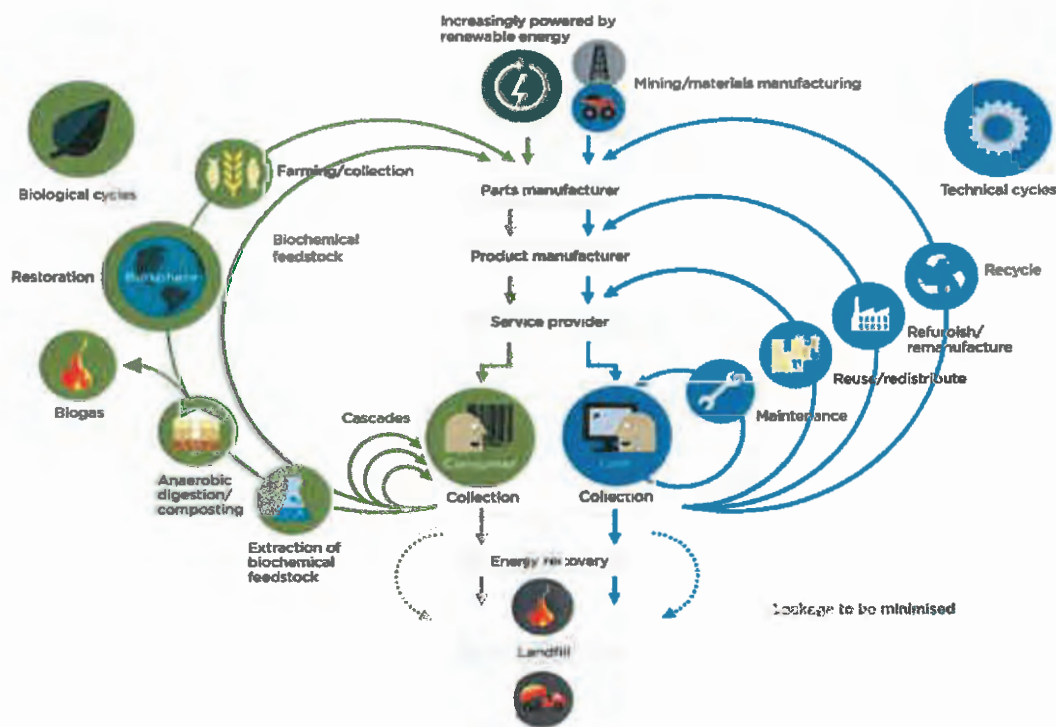 Increasingly powered by
renewable energy
Mining/materials manufacturing
Farming/collection
Biological cycles
Technical cycles
Parts manufacturer
Biochemical
feedstock
Product manufacturer
Restoration
Biosphere
Recycle
Service provider
Refurbish/
remanufacture
Reuse/redistribute
Biogas
Cascades
Maintenance
Consumer
User
Anaerobic
digestion/
composting
Collection
Collection
Extraction of
biochemical
feedstock
Energy recovery
Leakage to be minimised
Landfill